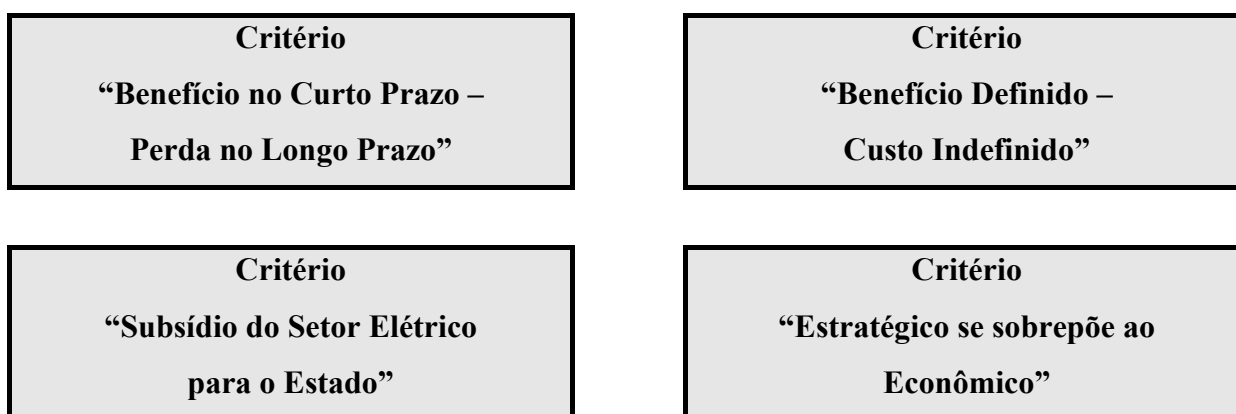 Critério
“Benefício no Curto Prazo –
Perda no Longo Prazo”
Critério
“Benefício Definido –
Custo Indefinido”
Critério
“Subsídio do Setor Elétrico
para o Estado”
Critério
“Estratégico se sobrepõe ao
Econômico”